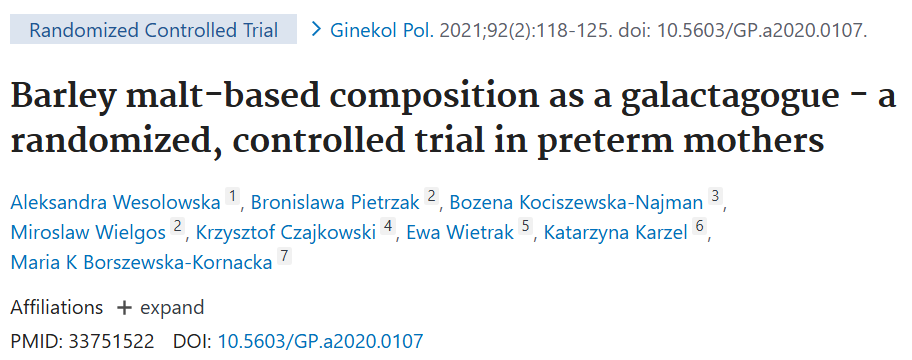 Randomized Controlled Trial > Ginekol Pol. 2021;92(2):118-125. doi: 10.5603/GP.a2020.0107.
Barley malt-based composition as a galactagogue - a
randomized, controlled trial in preterm mothers
Aleksandra Wesolowska 1, Bronislawa Pietrzak 2, Bozena Kociszewska-Najman 3,
Miroslaw Wielgos 2, Krzysztof Czajkowski 4, Ewa Wietrak 5, Katarzyna Karzel 6,
Maria K Borszewska-Kornacka 7
Affiliations + expand
PMID: 33751522 DOI: 10.5603/GP.a2020.0107